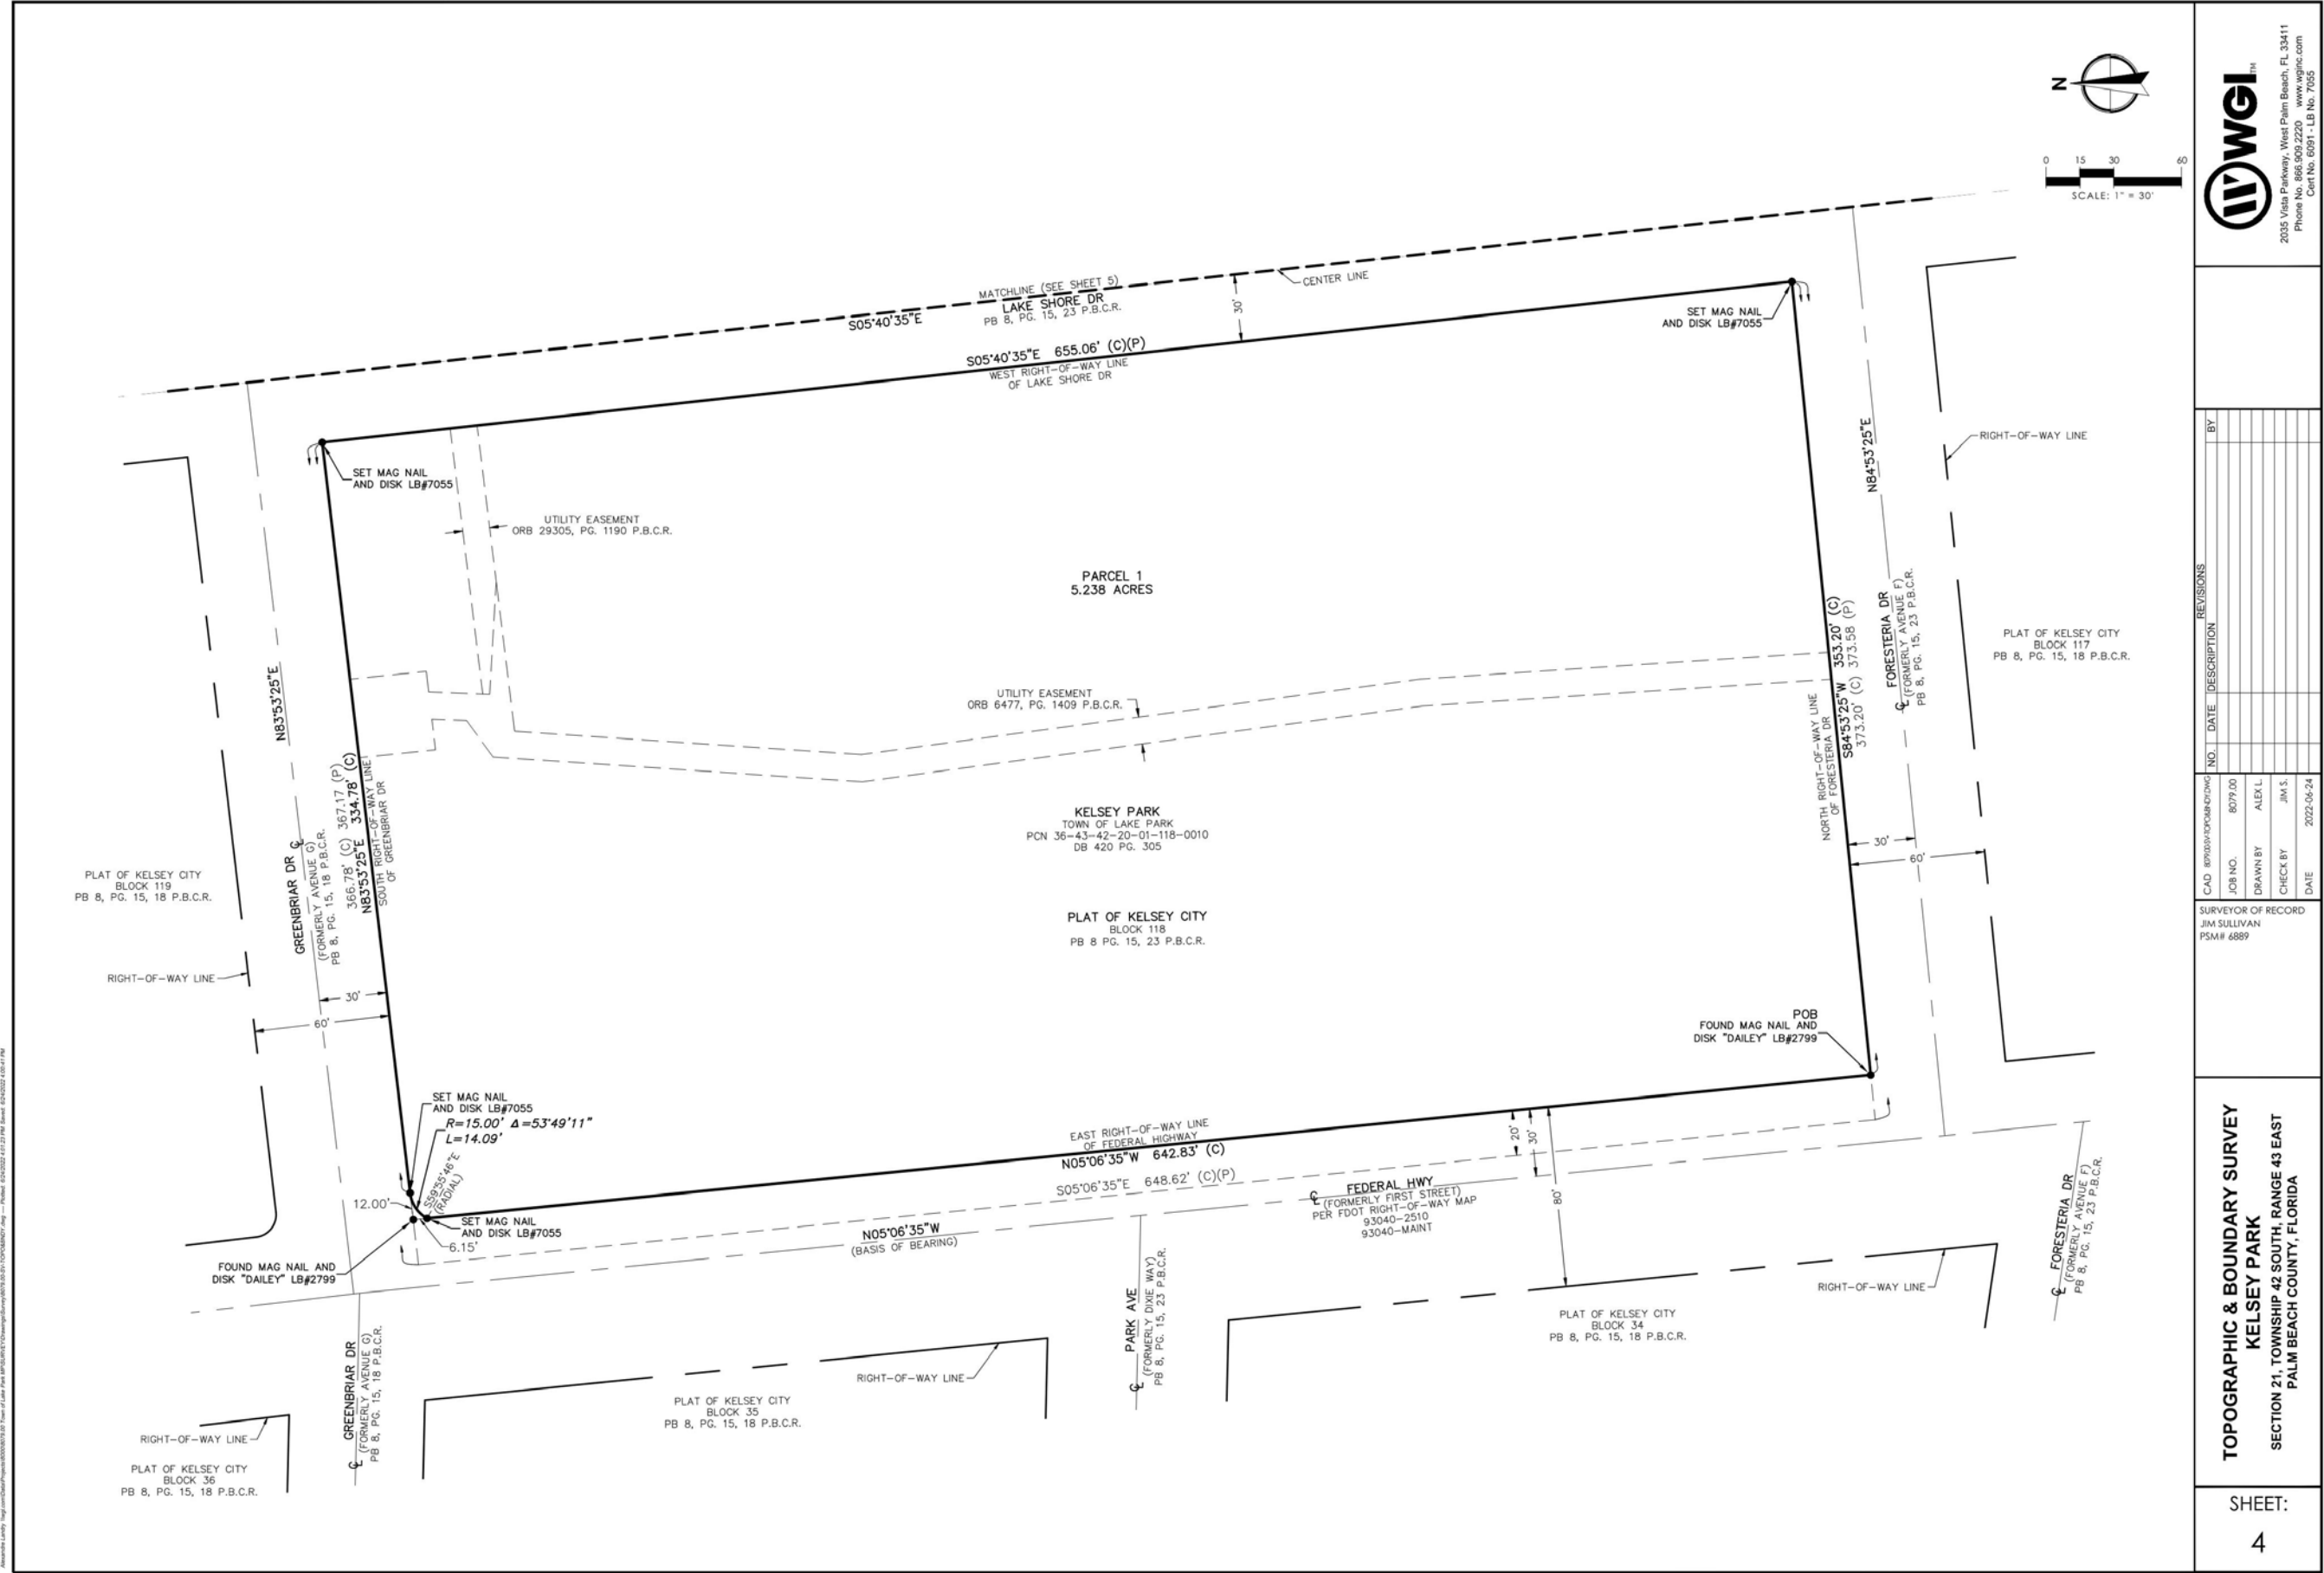 N
0 15 30 60
SCALE: 1" = 30'
MATCHLINE (SEE SHEET 5)
LAKE SHORE DR
PB 8, PG. 15, 23 P.B.C.R.
S05°40'35"E
CENTER LINE
30'
S05°40'35"E 655.06' (C)(P)
WEST RIGHT-OF-WAY LINE
OF LAKE SHORE DR
SET MAG NAIL
AND DISK LB#7055
SET MAG NAIL
AND DISK LB#7055
UTILITY EASEMENT
ORB 29305, PG. 1190 P.B.C.R.
PARCEL 1
5.238 ACRES
UTILITY EASEMENT
ORB 6477, PG. 1409 P.B.C.R.
KELSEY PARK
TOWN OF LAKE PARK
PCN 36-43-42-20-01-118-0010
DB 420 PG. 305
PLAT OF KELSEY CITY
BLOCK 118
PB 8 PG. 15, 23 P.B.C.R.
N83°53'25"E
GREENBRIAR DR ℄
(FORMERLY AVENUE G)
PB 8, PG. 15, 18 P.B.C.R.
366.78' (C) 367.17 (P)
N83°53'25"E 334.78' (C)
SOUTH RIGHT-OF-WAY LINE
OF GREENBRIAR DR
PLAT OF KELSEY CITY
BLOCK 119
PB 8, PG. 15, 18 P.B.C.R.
RIGHT-OF-WAY LINE
30'
60'
N84°53'25"E
RIGHT-OF-WAY LINE
NORTH RIGHT-OF-WAY LINE
OF FORESTERIA DR
S84°53'25"W 353.20' (C)
373.20' (C) 373.58 (P)
℄ FORESTERIA DR
(FORMERLY AVENUE F)
PB 8, PG. 15, 23 P.B.C.R.
PLAT OF KELSEY CITY
BLOCK 117
PB 8, PG. 15, 18 P.B.C.R.
30'
60'
POB
FOUND MAG NAIL AND
DISK "DAILEY" LB#2799
SET MAG NAIL
AND DISK LB#7055
R=15.00' Δ=53°49'11"
L=14.09'
S59°55'46"E
(RADIAL)
12.00'
SET MAG NAIL
AND DISK LB#7055
6.15'
FOUND MAG NAIL AND
DISK "DAILEY" LB#2799
EAST RIGHT-OF-WAY LINE
OF FEDERAL HIGHWAY
N05°06'35"W 642.83' (C)
S05°06'35"E 648.62' (C)(P)
N05°06'35"W
(BASIS OF BEARING)
20'
30'
80'
℄ FEDERAL HWY
(FORMERLY FIRST STREET)
PER FDOT RIGHT-OF-WAY MAP
93040-2510
93040-MAINT
℄ GREENBRIAR DR
(FORMERLY AVENUE G)
PB 8, PG. 15, 18 P.B.C.R.
℄ PARK AVE
(FORMERLY DIXIE WAY)
PB 8, PG. 15, 23 P.B.C.R.
℄ FORESTERIA DR
(FORMERLY AVENUE F)
PB 8, PG. 15, 23 P.B.C.R.
RIGHT-OF-WAY LINE
PLAT OF KELSEY CITY
BLOCK 34
PB 8, PG. 15, 18 P.B.C.R.
RIGHT-OF-WAY LINE
PLAT OF KELSEY CITY
BLOCK 35
PB 8, PG. 15, 18 P.B.C.R.
RIGHT-OF-WAY LINE
PLAT OF KELSEY CITY
BLOCK 36
PB 8, PG. 15, 18 P.B.C.R.
WGI™
2035 Vista Parkway, West Palm Beach, FL 33411
Phone No. 866.909.2220 www.wginc.com
Cert No. 6091 - LB No. 7055
REVISIONS
NO. DATE DESCRIPTION BY
CAD
JOB NO. 8079.00
DRAWN BY ALEX L.
CHECK BY JIM S.
DATE 2022-06-24
SURVEYOR OF RECORD
JIM SULLIVAN
PSM# 6889
TOPOGRAPHIC & BOUNDARY SURVEY
KELSEY PARK
SECTION 21, TOWNSHIP 42 SOUTH, RANGE 43 EAST
PALM BEACH COUNTY, FLORIDA
SHEET:
4